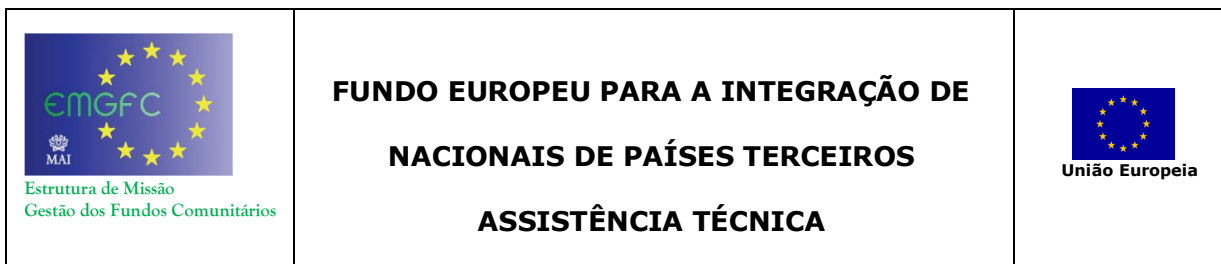 EMGFC
MAI
Estrutura de Missão
Gestão dos Fundos Comunitários
FUNDO EUROPEU PARA A INTEGRAÇÃO DE
NACIONAIS DE PAÍSES TERCEIROS
ASSISTÊNCIA TÉCNICA
União Europeia